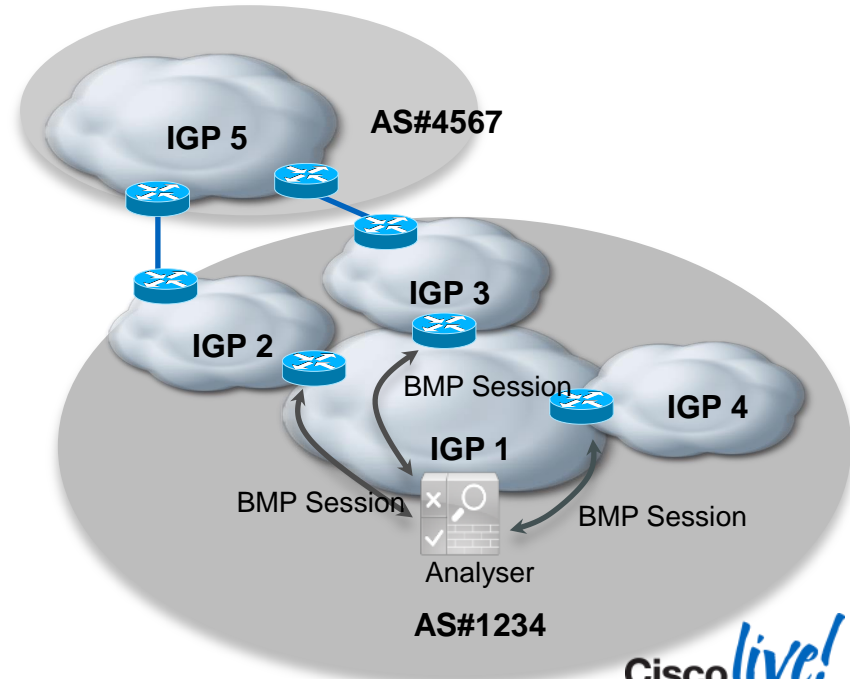 IGP 5
AS#4567
IGP 3
IGP 2
BMP Session
IGP 4
IGP 1
BMP Session
BMP Session
Analyser
AS#1234
Cisco live!